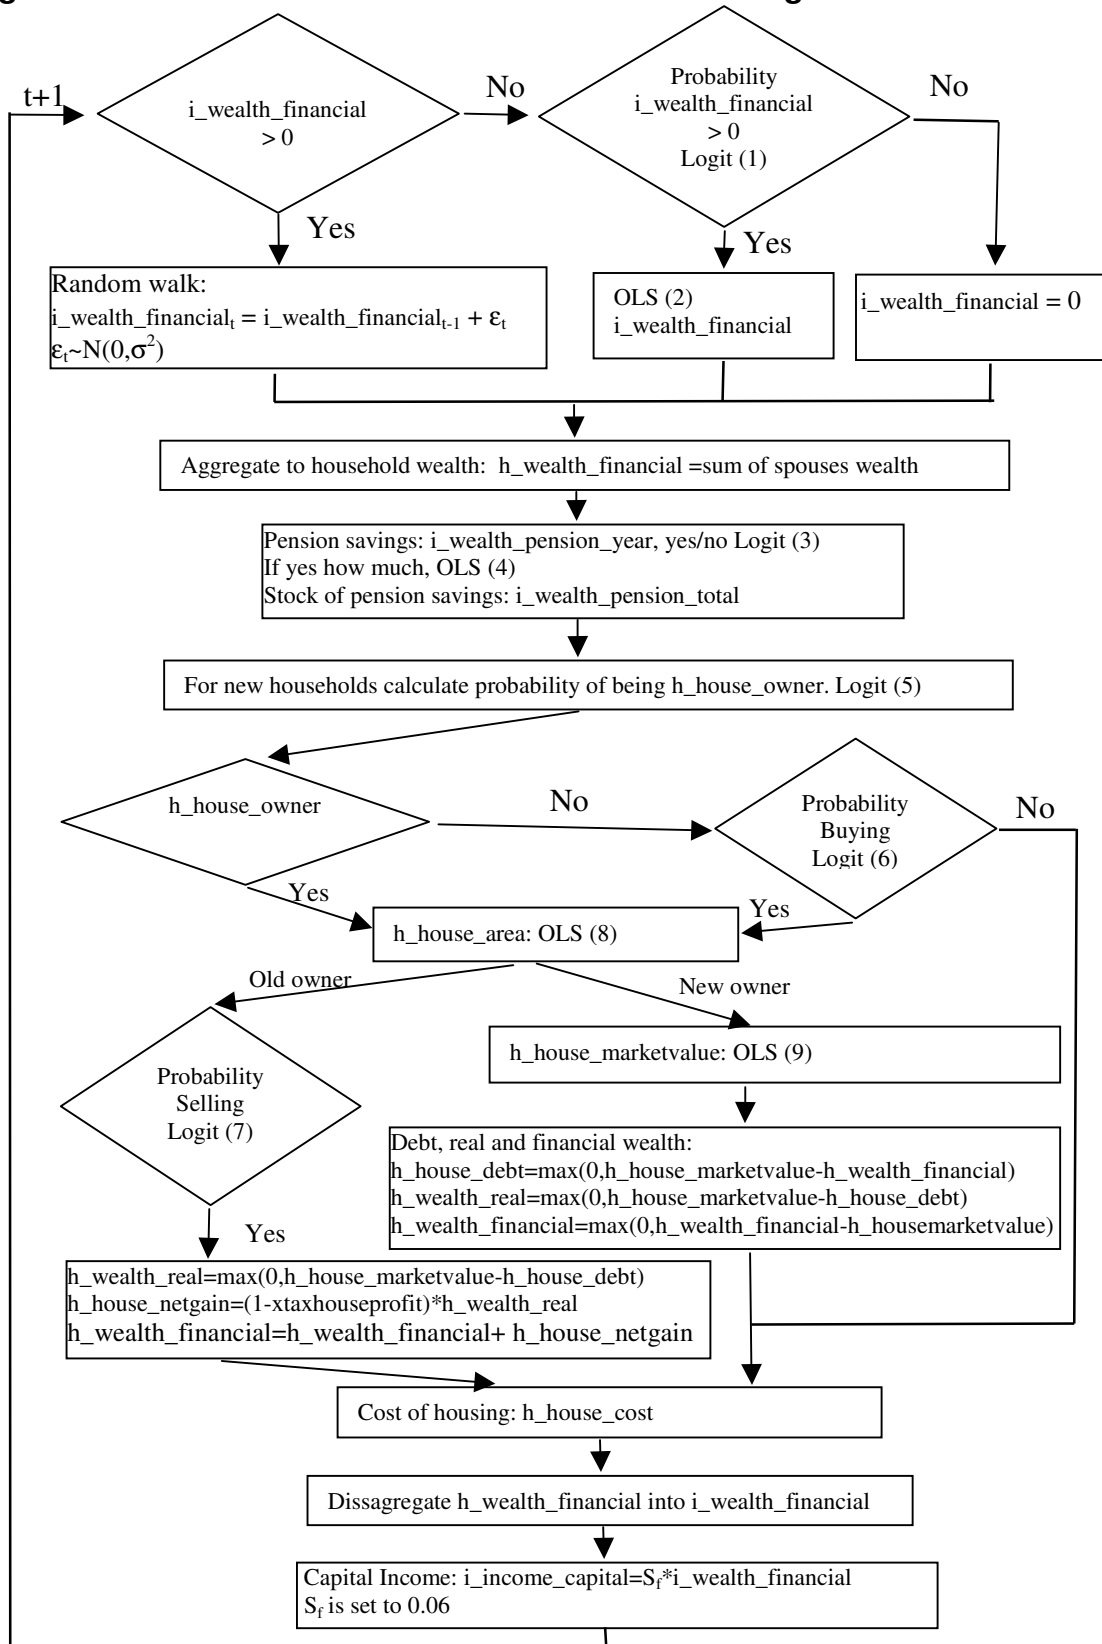 t+1
i_wealth_financial
> 0
No
Probability
i_wealth_financial
> 0
Logit (1)
No
Yes
Yes
Random walk:
i_wealth_financialt = i_wealth_financialt-1 + εt
εt~N(0,σ2)
OLS (2)
i_wealth_financial
i_wealth_financial = 0
Aggregate to household wealth: h_wealth_financial =sum of spouses wealth
Pension savings: i_wealth_pension_year, yes/no Logit (3)
If yes how much, OLS (4)
Stock of pension savings: i_wealth_pension_total
For new households calculate probability of being h_house_owner. Logit (5)
h_house_owner
No
Probability
Buying
Logit (6)
No
Yes
Yes
h_house_area: OLS (8)
Old owner
New owner
h_house_marketvalue: OLS (9)
Probability
Selling
Logit (7)
Debt, real and financial wealth:
h_house_debt=max(0,h_house_marketvalue-h_wealth_financial)
h_wealth_real=max(0,h_house_marketvalue-h_house_debt)
h_wealth_financial=max(0,h_wealth_financial-h_housemarketvalue)
Yes
h_wealth_real=max(0,h_house_marketvalue-h_house_debt)
h_house_netgain=(1-xtaxhouseprofit)*h_wealth_real
h_wealth_financial=h_wealth_financial+ h_house_netgain
Cost of housing: h_house_cost
Dissagregate h_wealth_financial into i_wealth_financial
Capital Income: i_income_capital=Sf*i_wealth_financial
Sf is set to 0.06